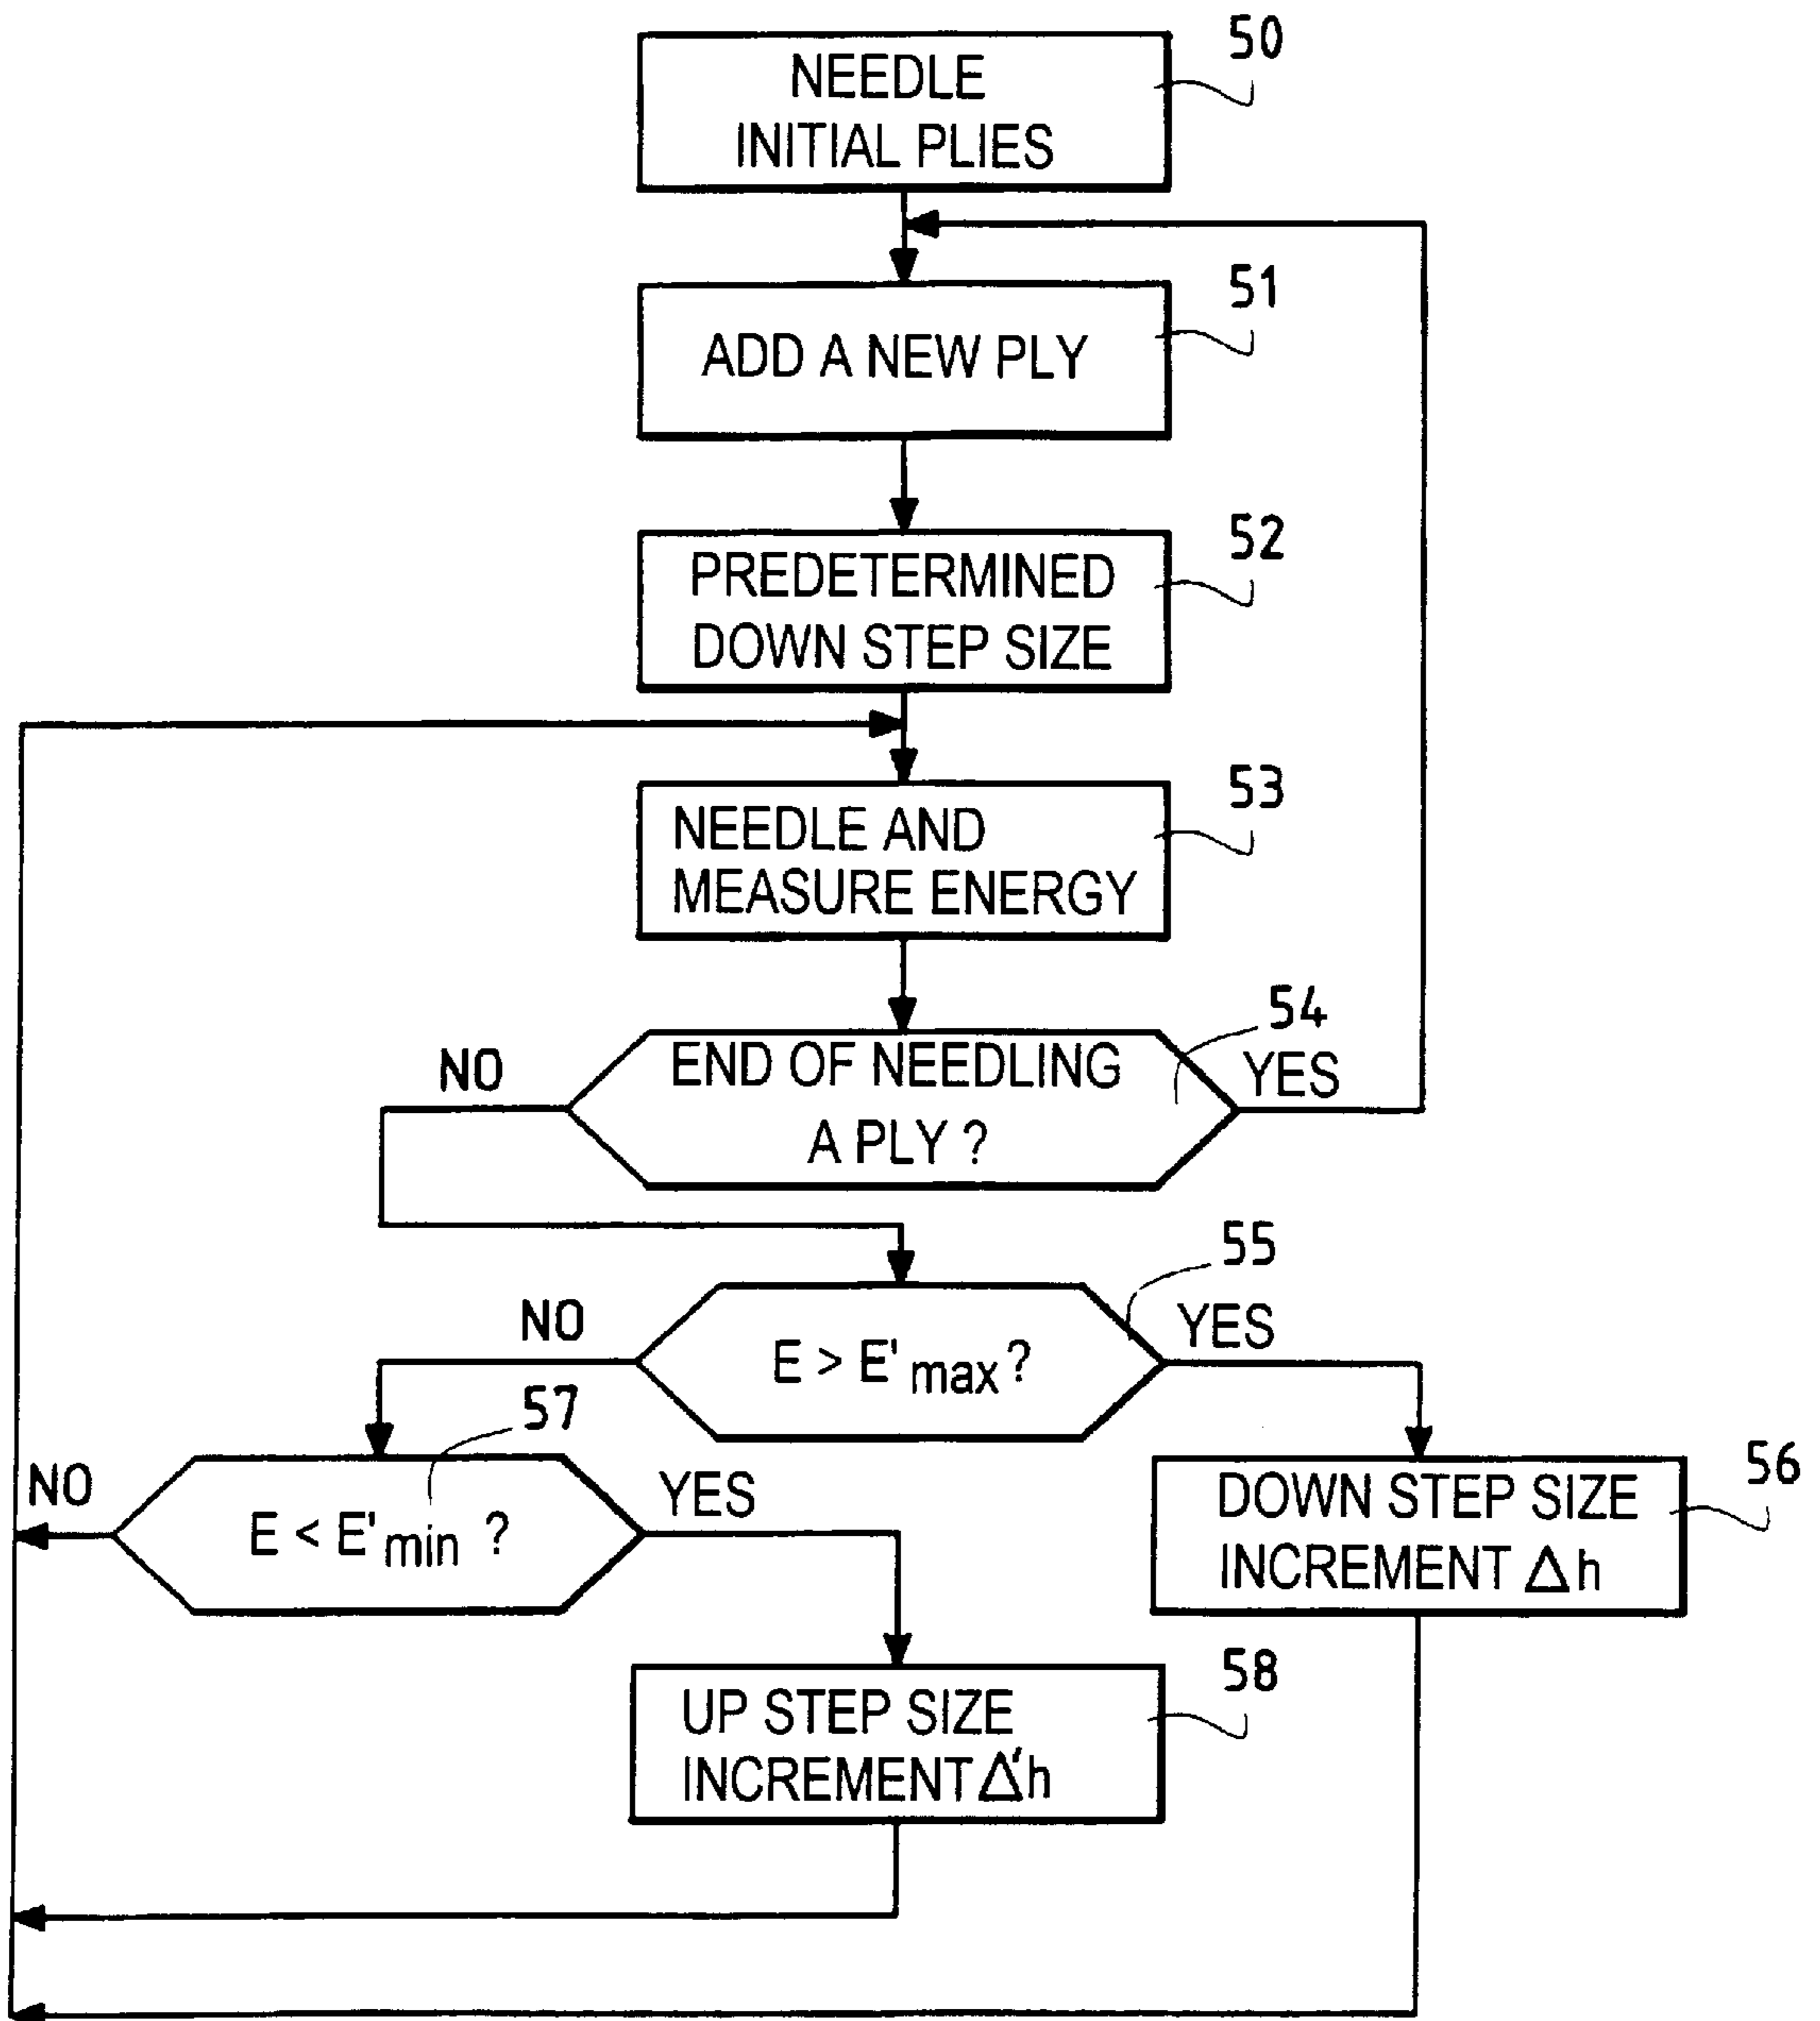 50
NEEDLE
INITIAL PLIES
51
ADD A NEW PLY
52
PREDETERMINED
DOWN STEP SIZE
53
NEEDLE AND
MEASURE ENERGY
54
NO
END OF NEEDLING
YES
A PLY ?
55
NO
YES
E > E'max ?
57
NO
YES
E < E'min ?
56
DOWN STEP SIZE
INCREMENT Δh
58
UP STEP SIZE
INCREMENT Δ'h